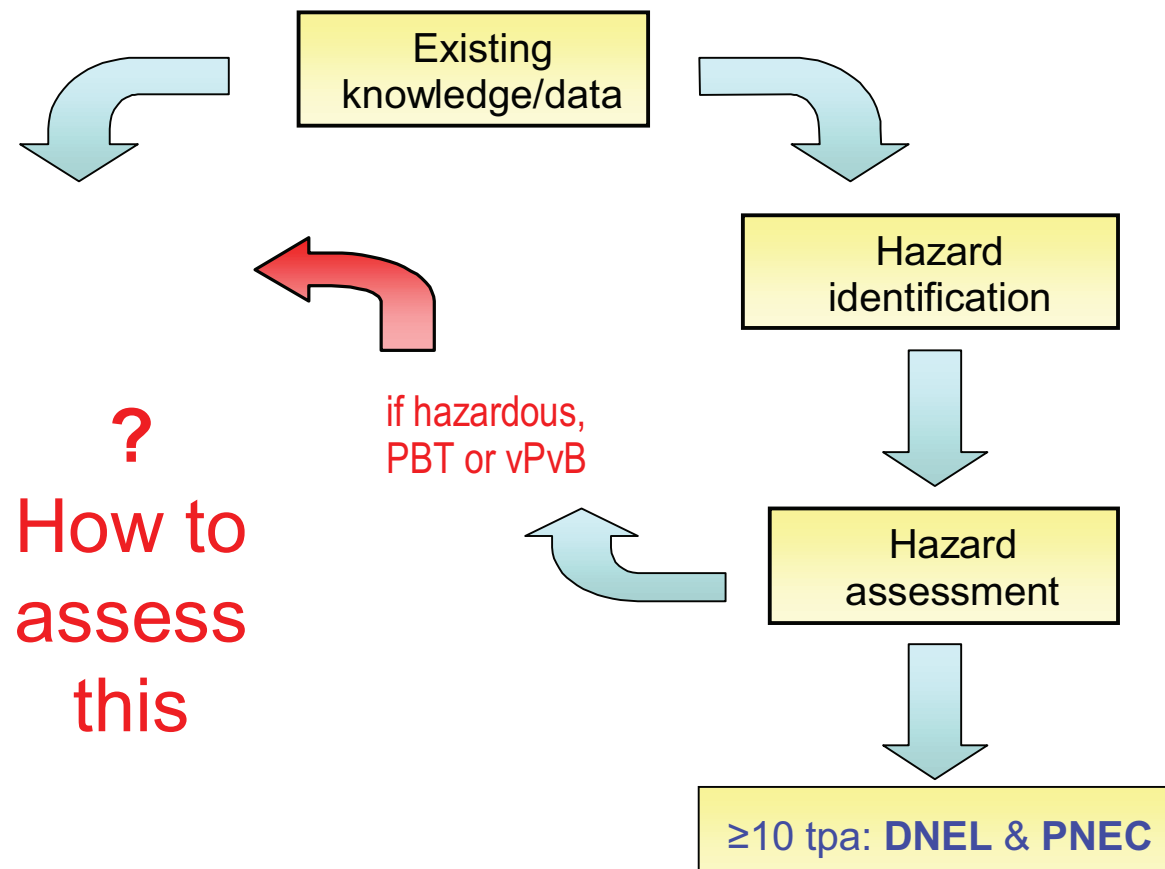 Existing
knowledge/data
Hazard
identification
if hazardous,
PBT or vPvB
?
How to
assess
this
Hazard
assessment
≥10 tpa: DNEL & PNEC